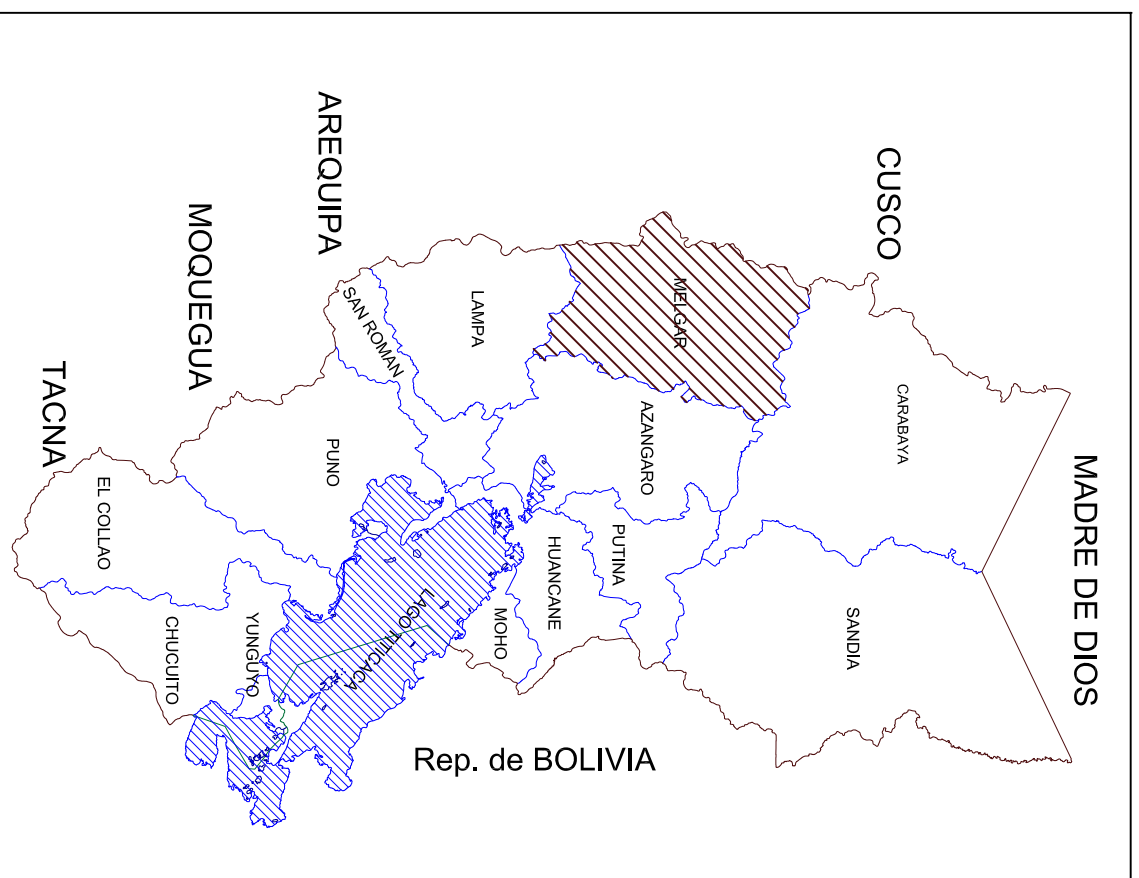 MADRE DE DIOS
CUSCO
CARABAYA
SANDIA
MELGAR
AZANGARO
PUTINA
HUANCANE
MOHO
LAMPA
SAN ROMAN
AREQUIPA
PUNO
LAGO TITICACA
MOQUEGUA
YUNGUYO
CHUCUITO
EL COLLAO
TACNA
Rep. de BOLIVIA